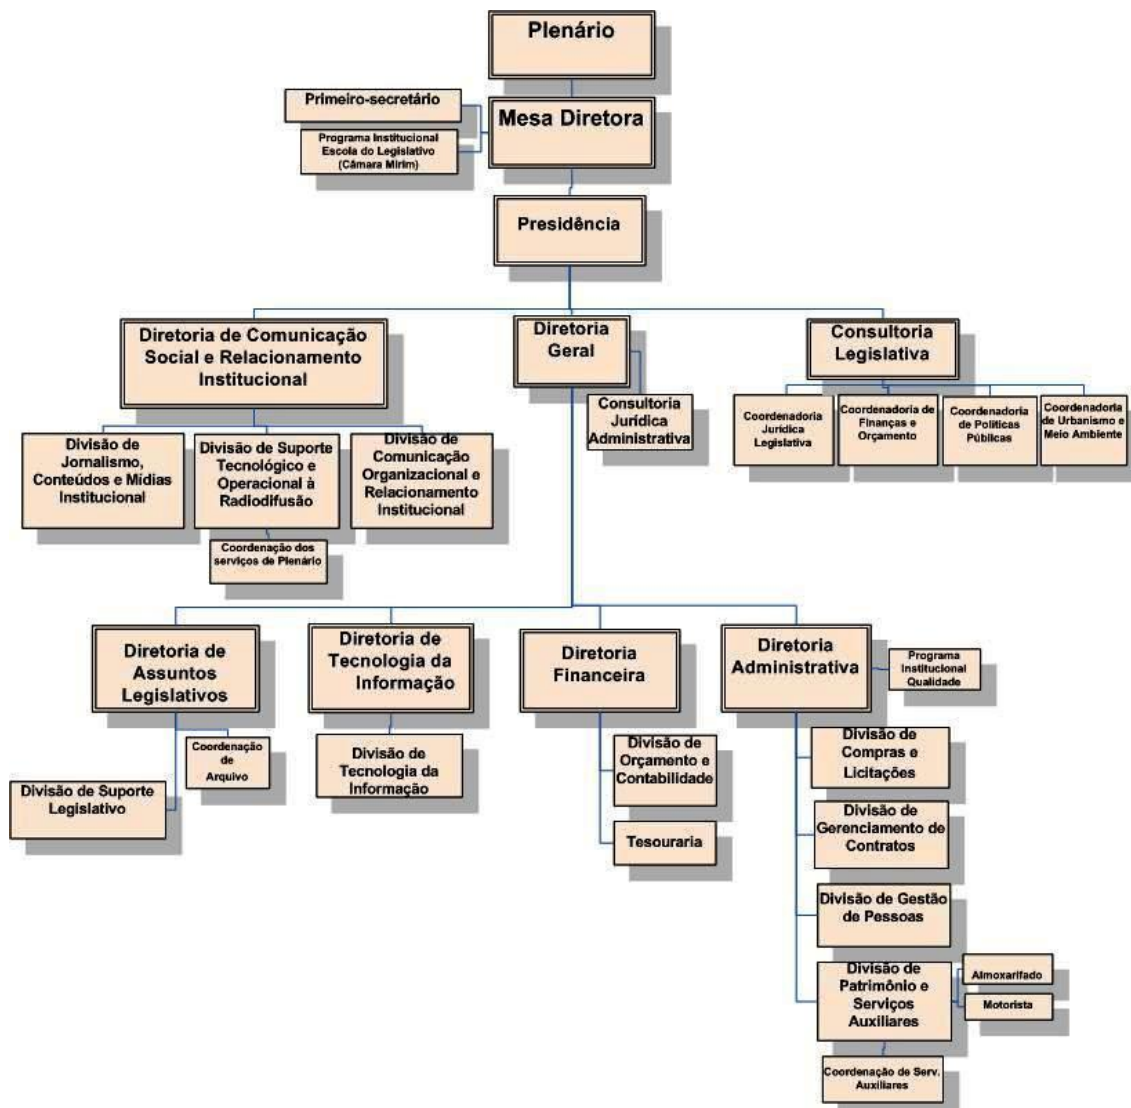 Plenário
Primeiro-secretário
Mesa Diretora
Programa Institucional
Escola do Legislativo
(Câmara Mirim)
Presidência
Diretoria de Comunicação
Social e Relacionamento
Institucional
Diretoria
Geral
Consultoria
Legislativa
Consultoria
Jurídica
Administrativa
Coordenadoria
Jurídica
Legislativa
Coordenadoria de
Finanças e
Orçamento
Coordenadoria
de Políticas
Públicas
Coordenadoria
de Urbanismo e
Meio Ambiente
Divisão de
Jornalismo,
Conteúdos e Mídias
Institucional
Divisão de Suporte
Tecnológico e
Operacional à
Radiodifusão
Divisão de
Comunicação
Organizacional e
Relacionamento
Institucional
Coordenação dos
serviços de Plenário
Diretoria de
Assuntos
Legislativos
Diretoria de
Tecnologia da
Informação
Diretoria
Financeira
Diretoria
Administrativa
Programa
Institucional
Qualidade
Coordenação
de
Arquivo
Divisão de Suporte
Legislativo
Divisão de
Tecnologia da
Informação
Divisão de
Orçamento e
Contabilidade
Tesouraria
Divisão de
Compras e
Licitações
Divisão de
Gerenciamento de
Contratos
Divisão de Gestão
de Pessoas
Divisão de
Patrimônio e
Serviços
Auxiliares
Almoxarifado
Motorista
Coordenação de Serv.
Auxiliares